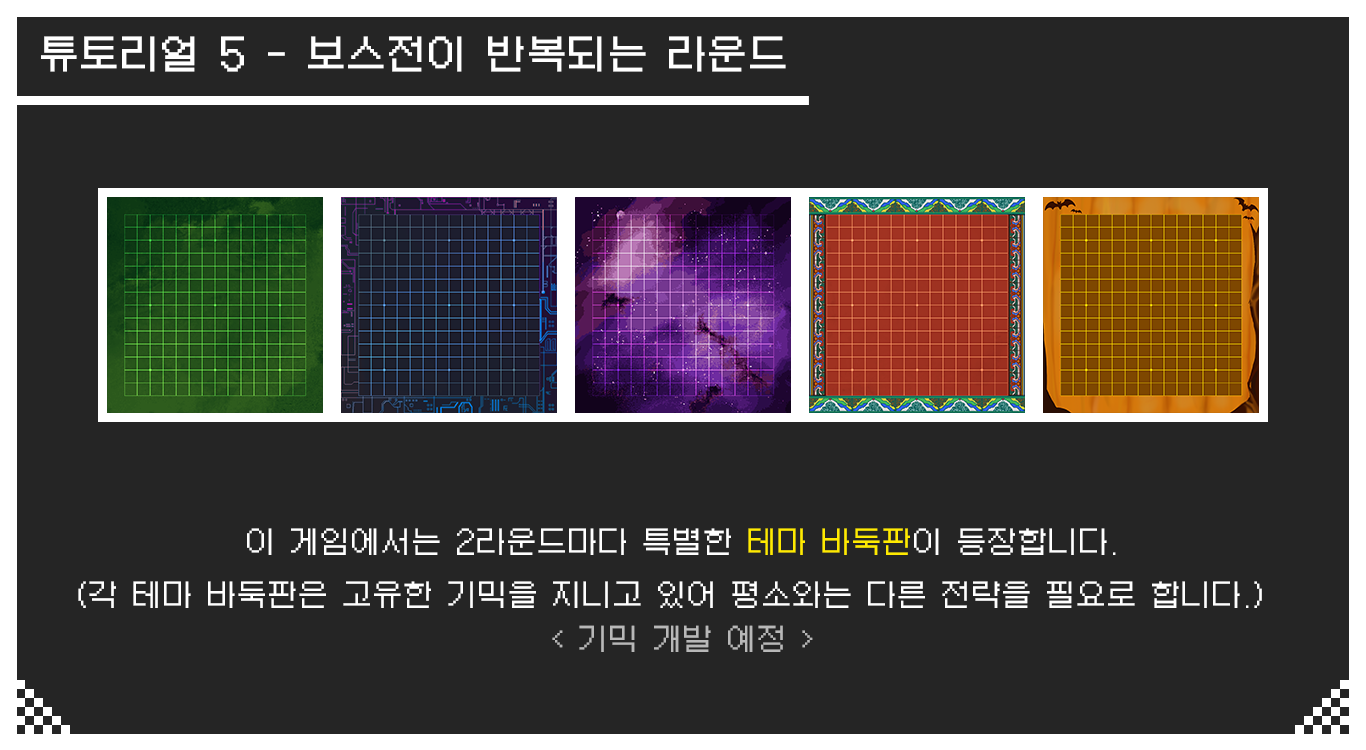 튜토리얼 5 - 보스전이 반복되는 라운드
이 게임에서는 2라운드마다 특별한 테마 바둑판이 등장합니다.
(각 테마 바둑판은 고유한 기믹을 지니고 있어 평소와는 다른 전략을 필요로 합니다.)
< 기믹 개발 예정 >